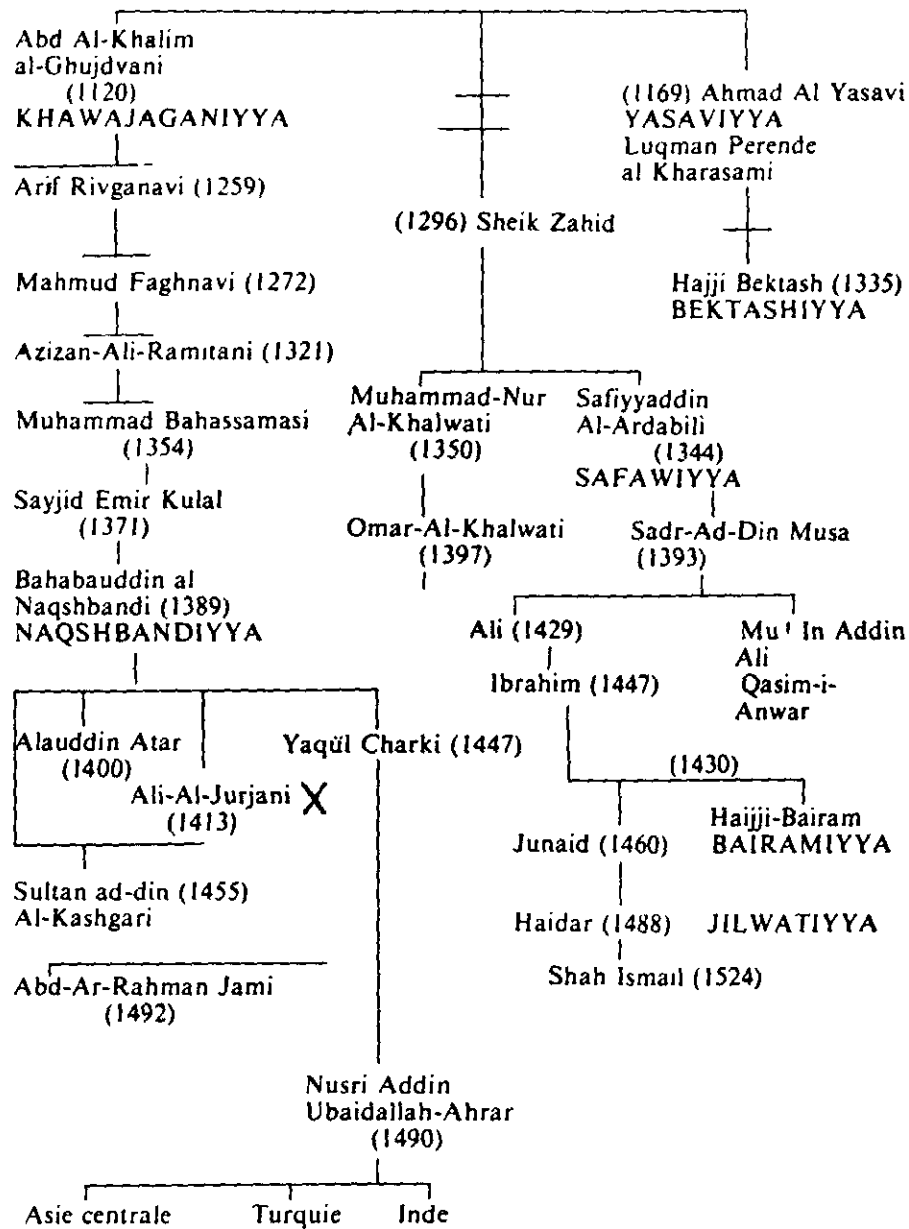 Abd Al-Khalim
al-Ghujdvani
(1120)
KHAWAJAGANIYYA
Arif Rivganavi (1259)
Mahmud Faghnavi (1272)
Azizan-Ali-Ramitani (1321)
Muhammad Bahassamasi
(1354)
Sayjid Emir Kulal
(1371)
Bahabauddin al
Naqshbandi (1389)
NAQSHBANDIYYA
Alauddin Atar
(1400)
Ali-Al-Jurjani X
(1413)
Yaqül Charki (1447)
Sultan ad-din (1455)
Al-Kashgari
Abd-Ar-Rahman Jami
(1492)
Nusri Addin
Ubaidallah-Ahrar
(1490)
Asie centrale
Turquie
Inde
(1296) Sheik Zahid
Muhammad-Nur
Al-Khalwati
(1350)
Omar-Al-Khalwati
(1397)
Safiyyaddin
Al-Ardabili
(1344)
SAFAWIYYA
Sadr-Ad-Din Musa
(1393)
Ali (1429)
Ibrahim (1447)
Mu' In Addin
Ali
Qasim-i-
Anwar
(1430)
Junaid (1460)
Haidar (1488)
Shah Ismail (1524)
Haijji-Bairam
BAIRAMIYYA
JILWATIYYA
(1169) Ahmad Al Yasavi
YASAVIYYA
Luqman Perende
al Kharasami
Hajji Bektash (1335)
BEKTASHIYYA